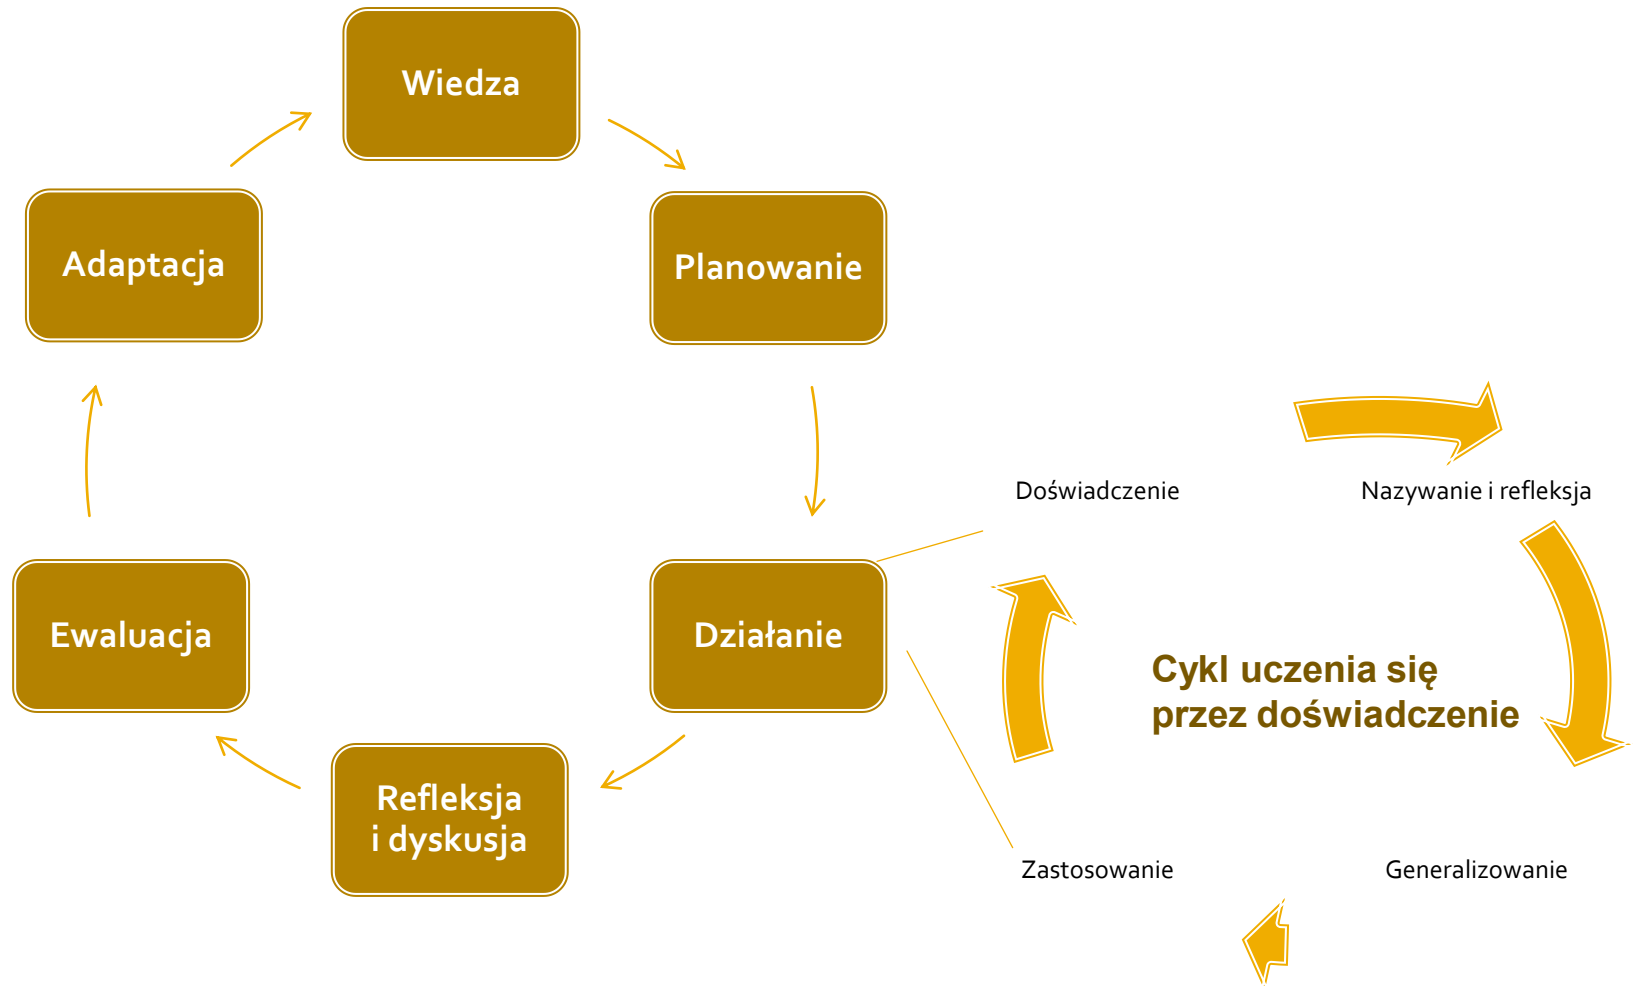 Wiedza
Adaptacja
Planowanie
Doświadczenie
Nazywanie i refleksja
Ewaluacja
Działanie
Cykl uczenia się
przez doświadczenie
Refleksja
i dyskusja
Zastosowanie
Generalizowanie